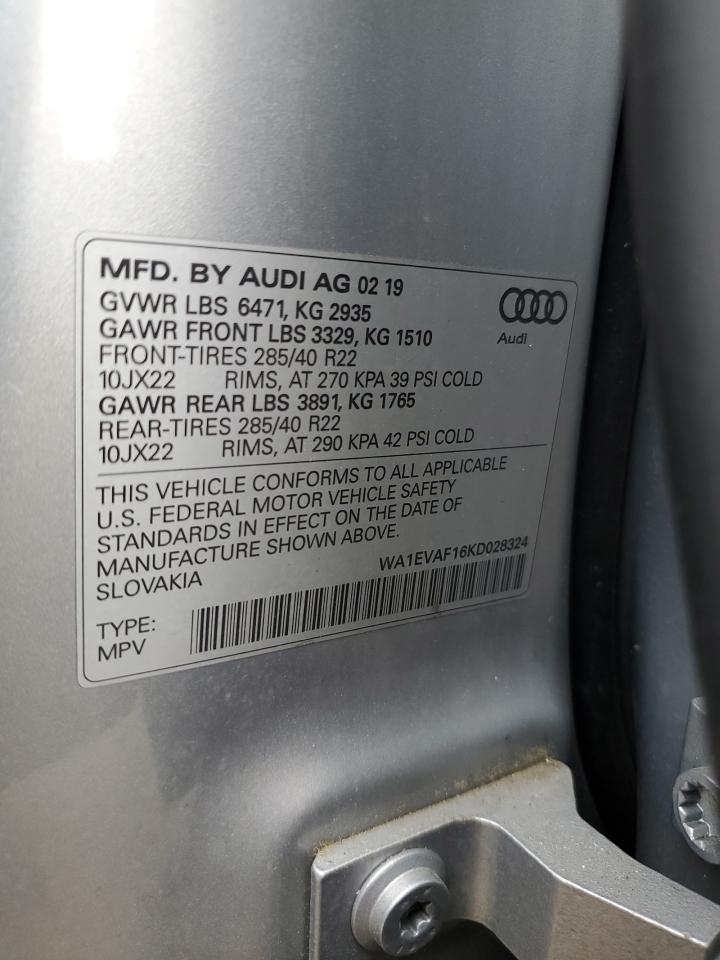 MFD. BY AUDI AG 02 19
GVWR LBS 6471, KG 2935
GAWR FRONT LBS 3329, KG 1510
FRONT-TIRES 285/40 R22
10JX22 RIMS, AT 270 KPA 39 PSI COLD
GAWR REAR LBS 3891, KG 1765
REAR-TIRES 285/40 R22
10JX22 RIMS, AT 290 KPA 42 PSI COLD
Audi
THIS VEHICLE CONFORMS TO ALL APPLICABLE
U.S. FEDERAL MOTOR VEHICLE SAFETY
STANDARDS IN EFFECT ON THE DATE OF
MANUFACTURE SHOWN ABOVE.
SLOVAKIA WA1EVAF16KD028324
TYPE:
MPV